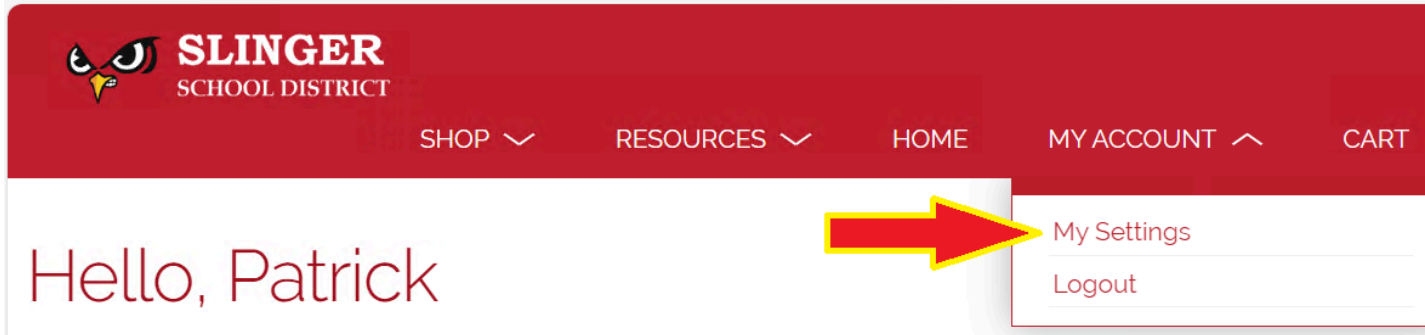 SLINGER
SCHOOL DISTRICT
SHOP RESOURCES HOME MY ACCOUNT CART
My Settings
Logout
Hello, Patrick